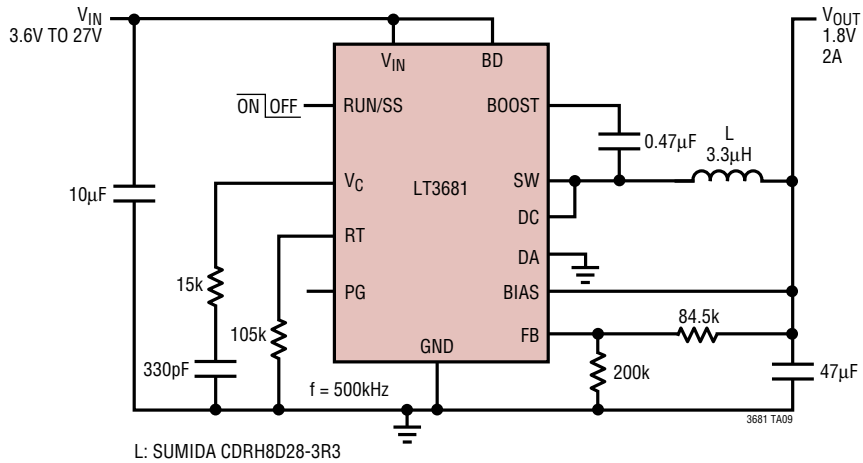 VIN
3.6V TO 27V
VOUT
1.8V
2A
VIN
BD
ON OFF
RUN/SS
BOOST
0.47µF
L
3.3µH
VC
LT3681
SW
10µF
DC
RT
DA
15k
PG
BIAS
84.5k
105k
FB
GND
330pF
f = 500kHz
200k
47µF
3681 TA09
L: SUMIDA CDRH8D28-3R3